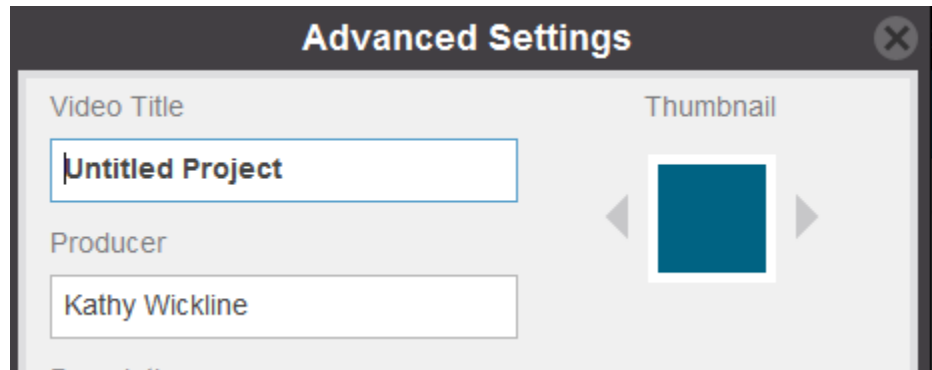 Advanced Settings
Video Title
Thumbnail
Untitled Project
Producer
Kathy Wickline